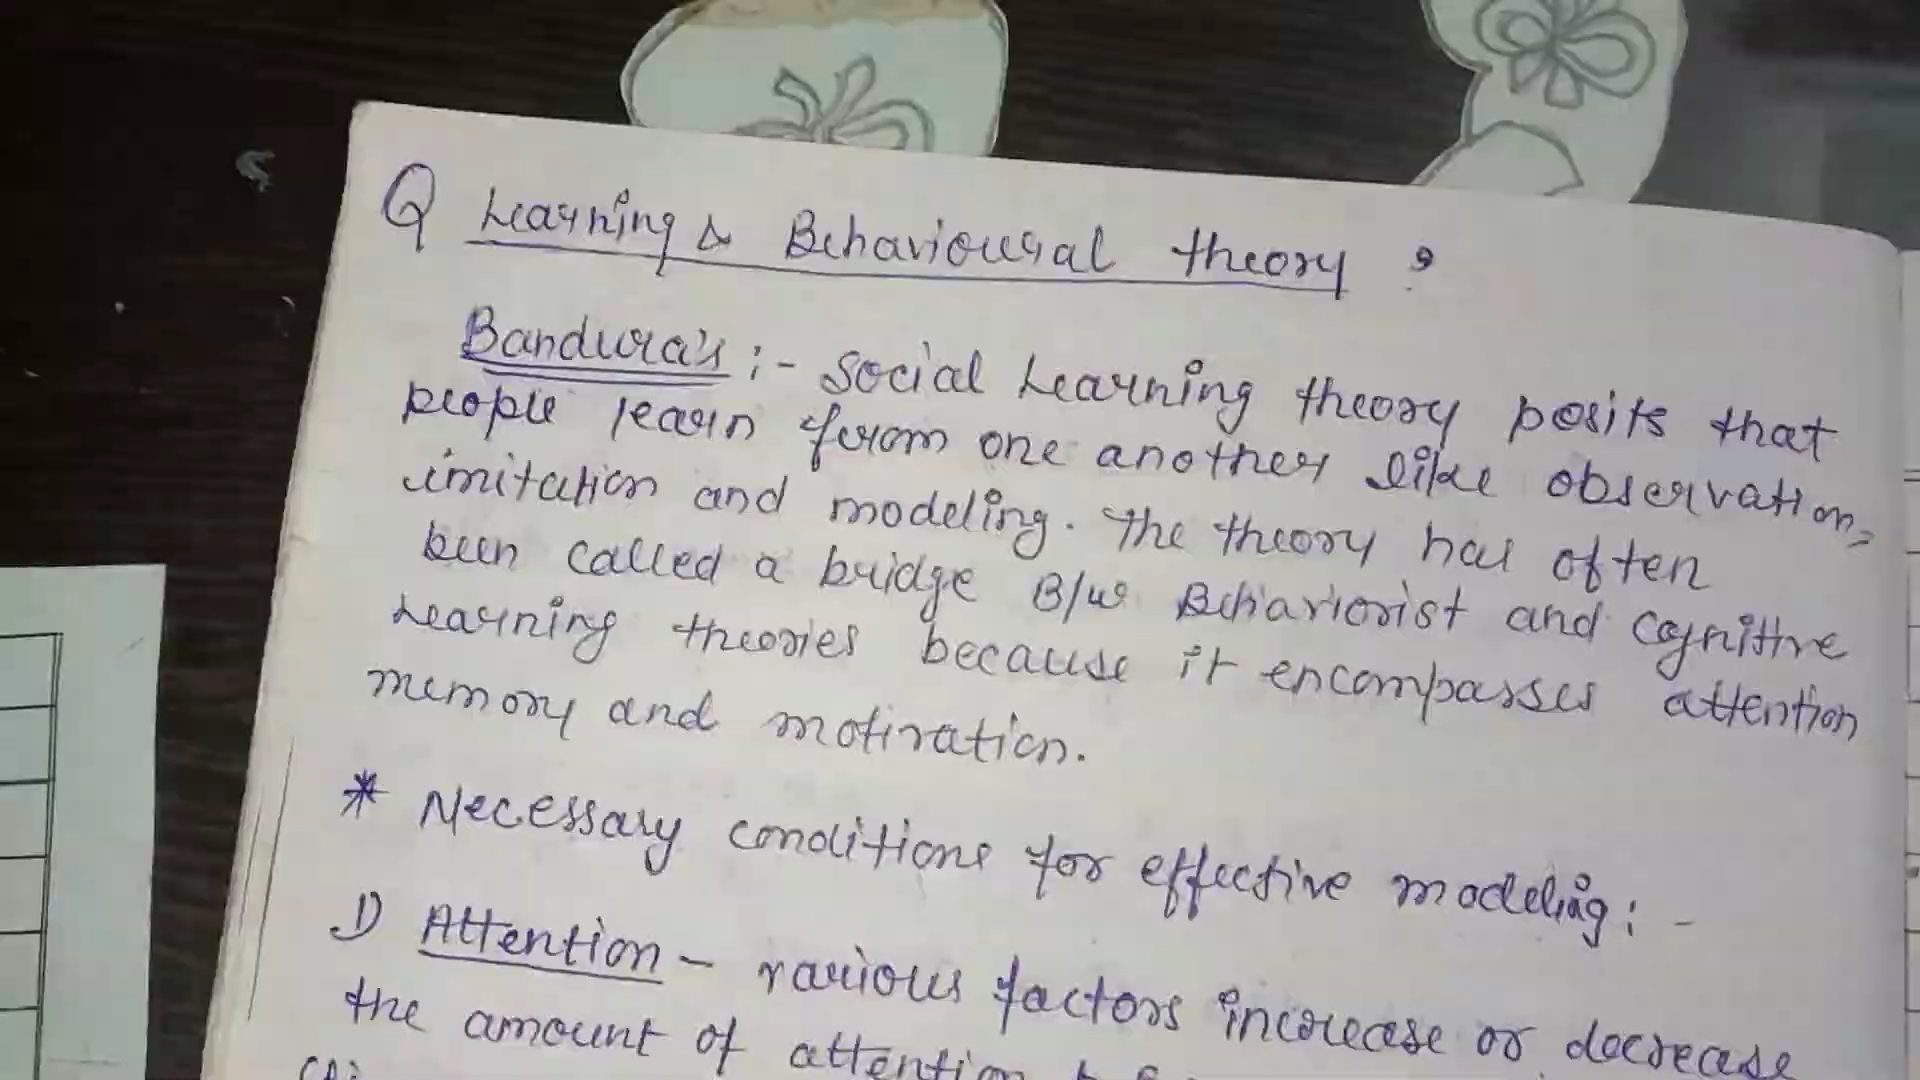 Q Learning & Behavioural theory ?
Bandura's :- Social Learning theory posits that
people learn from one another like observation,
imitation and modeling. The theory has often
been called a bridge B/w Behaviorist and cognitive
Learning theories because it encompasses attention
memory and motivation.
* Necessary conditions for effective modeling : -
1) Attention - various factors increase or decrease
the amount of attention